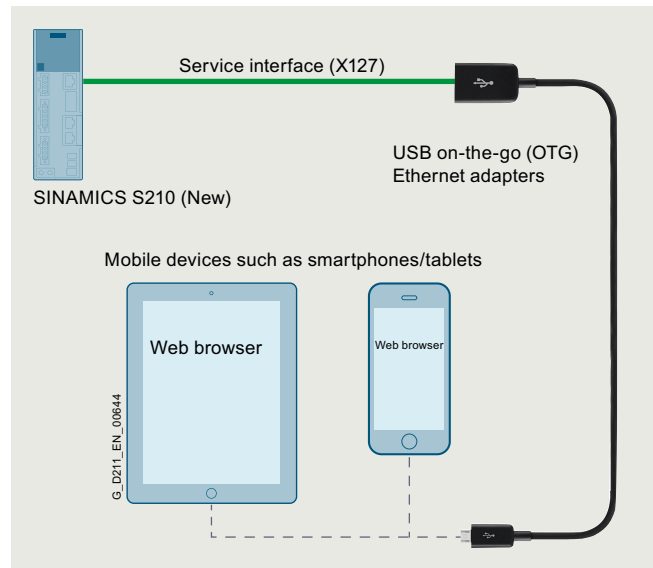 Service interface (X127)
USB on-the-go (OTG)
Ethernet adapters
SINAMICS S210 (New)
Mobile devices such as smartphones/tablets
Web browser
Web browser
G_D211_EN_00644